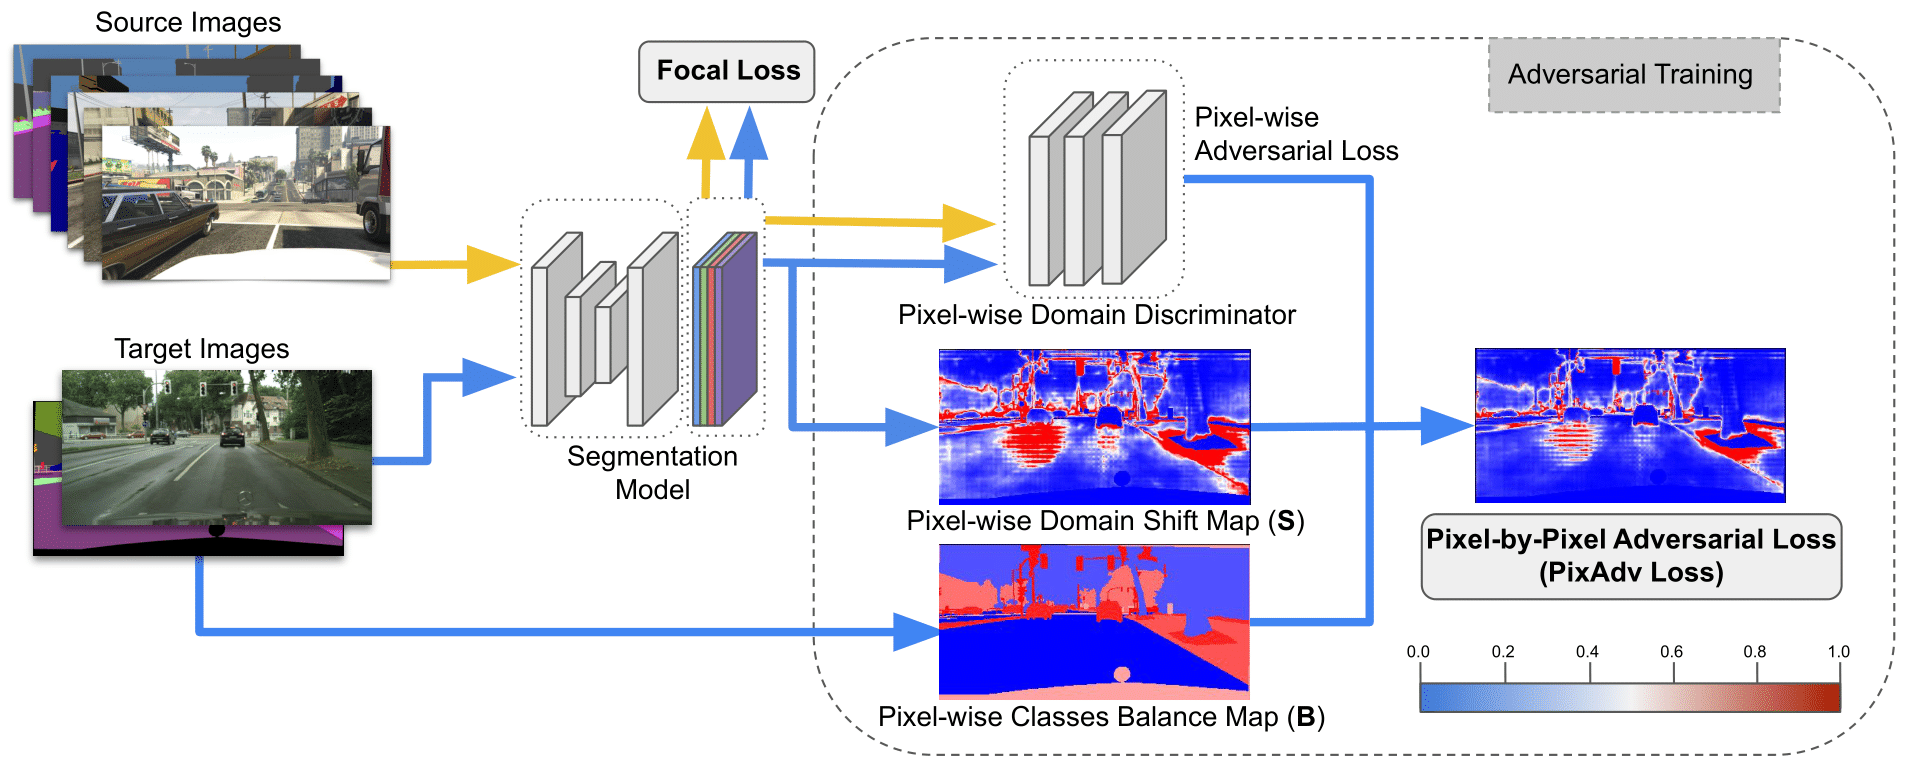 Source Images
Focal Loss
Adversarial Training
Pixel-wise
Adversarial Loss
Pixel-wise Domain Discriminator
Target Images
Segmentation
Model
Pixel-wise Domain Shift Map (S)
Pixel-by-Pixel Adversarial Loss
(PixAdv Loss)
0.0 0.2 0.4 0.6 0.8 1.0
Pixel-wise Classes Balance Map (B)